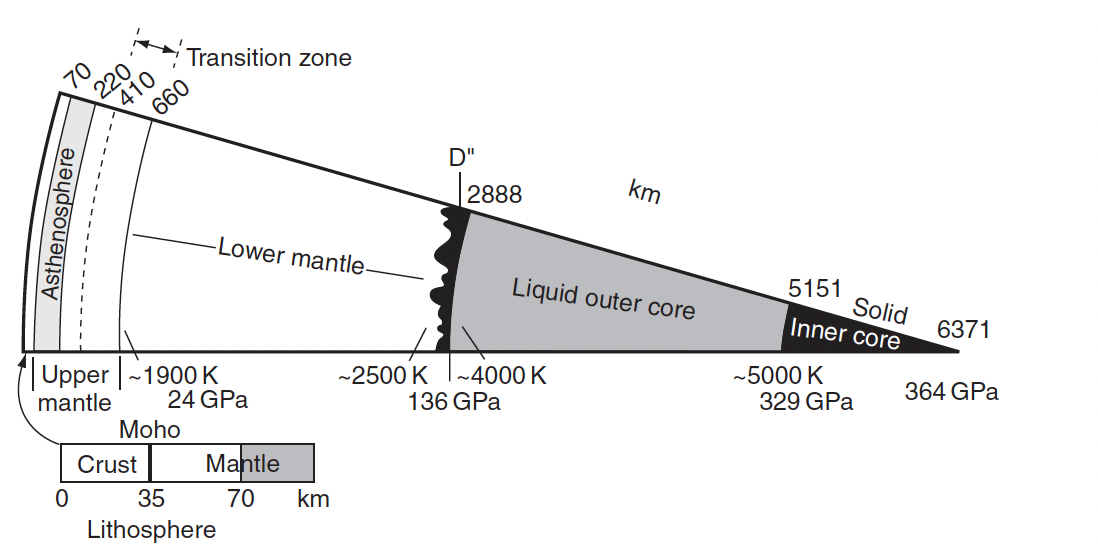 Transition zone
70
220
410
660
D"
2888
km
Asthenosphere
Lower mantle
Liquid outer core
5151
Solid
6371
Inner core
Upper
mantle
~1900 K
24 GPa
~2500 K
~4000 K
136 GPa
~5000 K
329 GPa
364 GPa
Moho
Crust
Mantle
0
35
70
km
Lithosphere